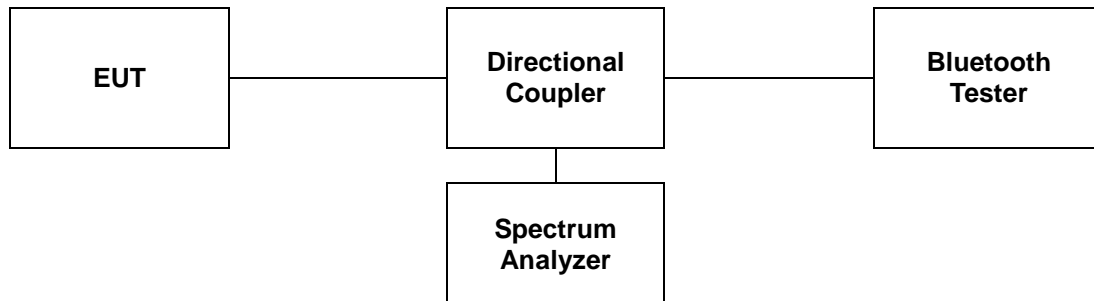 EUT
Directional
Coupler
Bluetooth
Tester
Spectrum
Analyzer